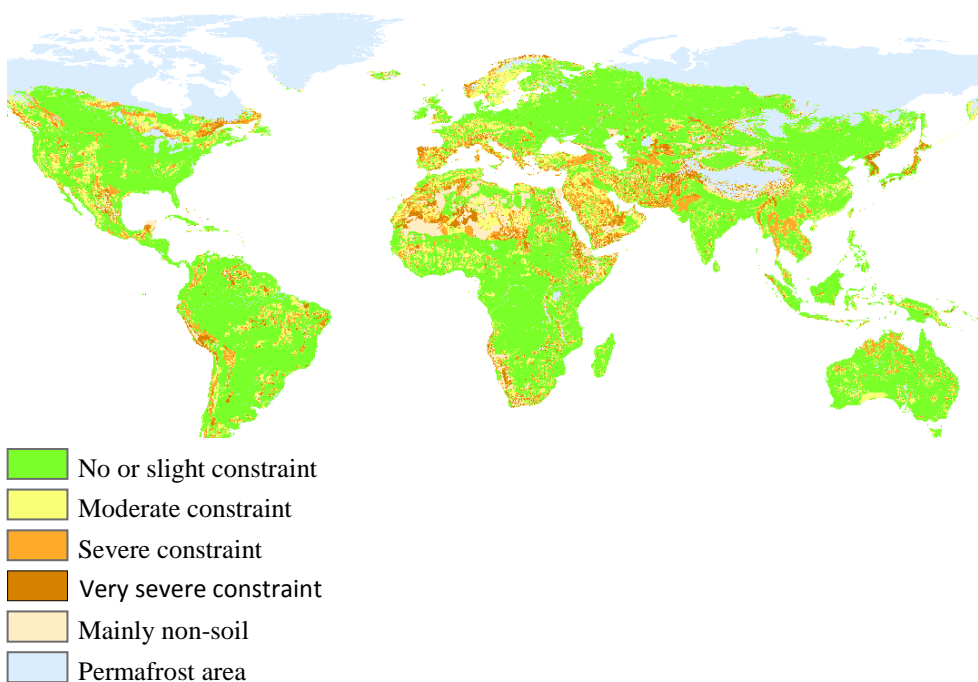 No or slight constraint
Moderate constraint
Severe constraint
Very severe constraint
Mainly non-soil
Permafrost area